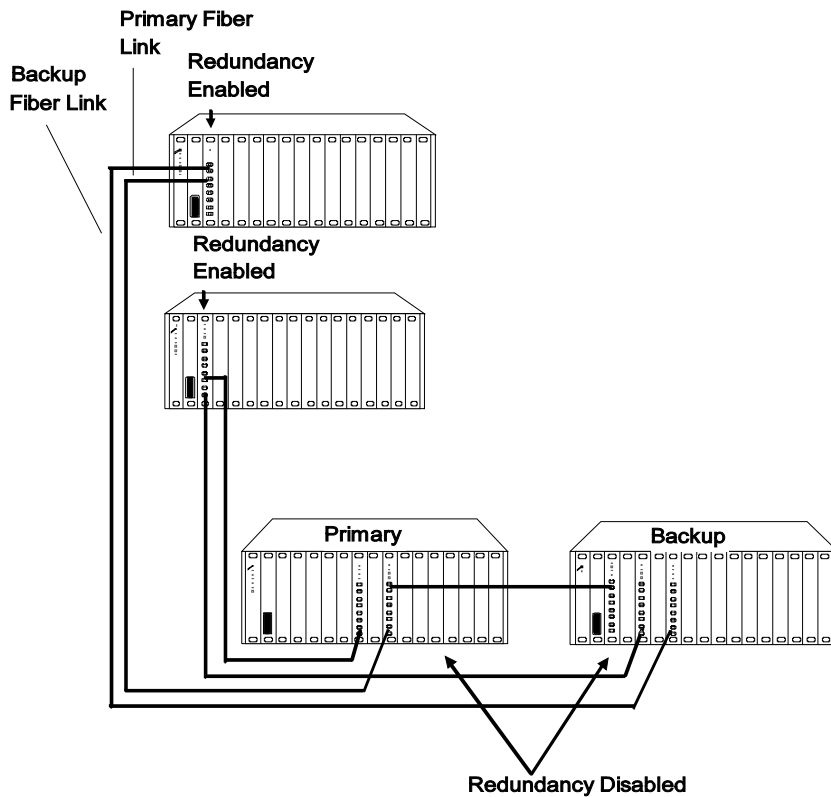 Primary Fiber
Link
Backup
Fiber Link
Redundancy
Enabled
Redundancy
Enabled
Primary
Backup
Redundancy Disabled